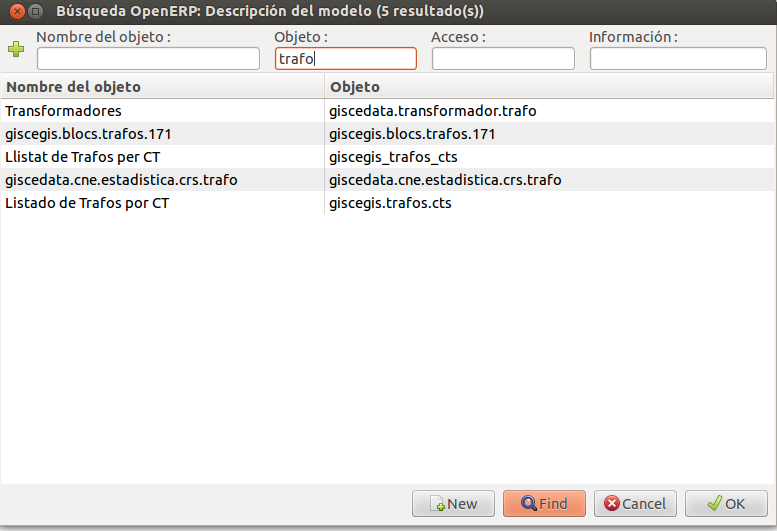 Búsqueda OpenERP: Descripción del modelo (5 resultado(s))
Nombre del objeto : Objeto : Acceso : Información :
trafo
Nombre del objeto Objeto
Transformadores giscedata.transformador.trafo
giscegis.blocs.trafos.171 giscegis.blocs.trafos.171
Llistat de Trafos per CT giscegis_trafos_cts
giscedata.cne.estadistica.crs.trafo giscedata.cne.estadistica.crs.trafo
Listado de Trafos por CT giscegis.trafos.cts
New Find Cancel OK